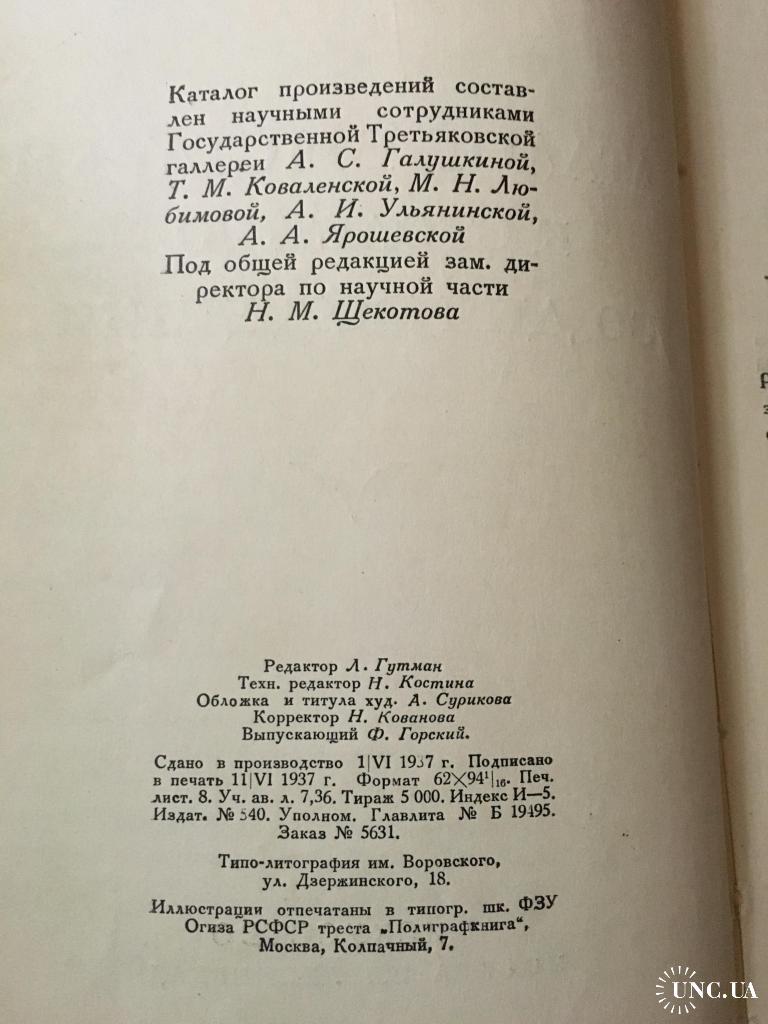 Каталог произведений состав-
лен научными сотрудниками
Государственной Третьяковской
галлереи А. С. Галушкиной,
Т. М. Коваленской, М. Н. Лю-
бимовой, А. И. Ульянинской,
А. А. Ярошевской
Под общей редакцией зам. ди-
ректора по научной части
Н. М. Щекотова
Редактор Л. Гутман
Техн. редактор Н. Костина
Обложка и титула худ. А. Сурикова
Корректор Н. Кованова
Выпускающий Ф. Горский.
Сдано в производство 1|VI 1937 г. Подписано
в печать 11|VI 1937 г. Формат 62×94¹|₁₆. Печ.
лист. 8. Уч. ав. л. 7,36. Тираж 5 000. Индекс И—5.
Издат. № 540. Уполном. Главлита № Б 19495.
Заказ № 5631.
Типо-литография им. Воровского,
ул. Дзержинского, 18.
Иллюстрации отпечатаны в типогр. шк. ФЗУ
Огиза РСФСР треста „Полиграфкнига“,
Москва, Колпачный, 7.
UNC.UA